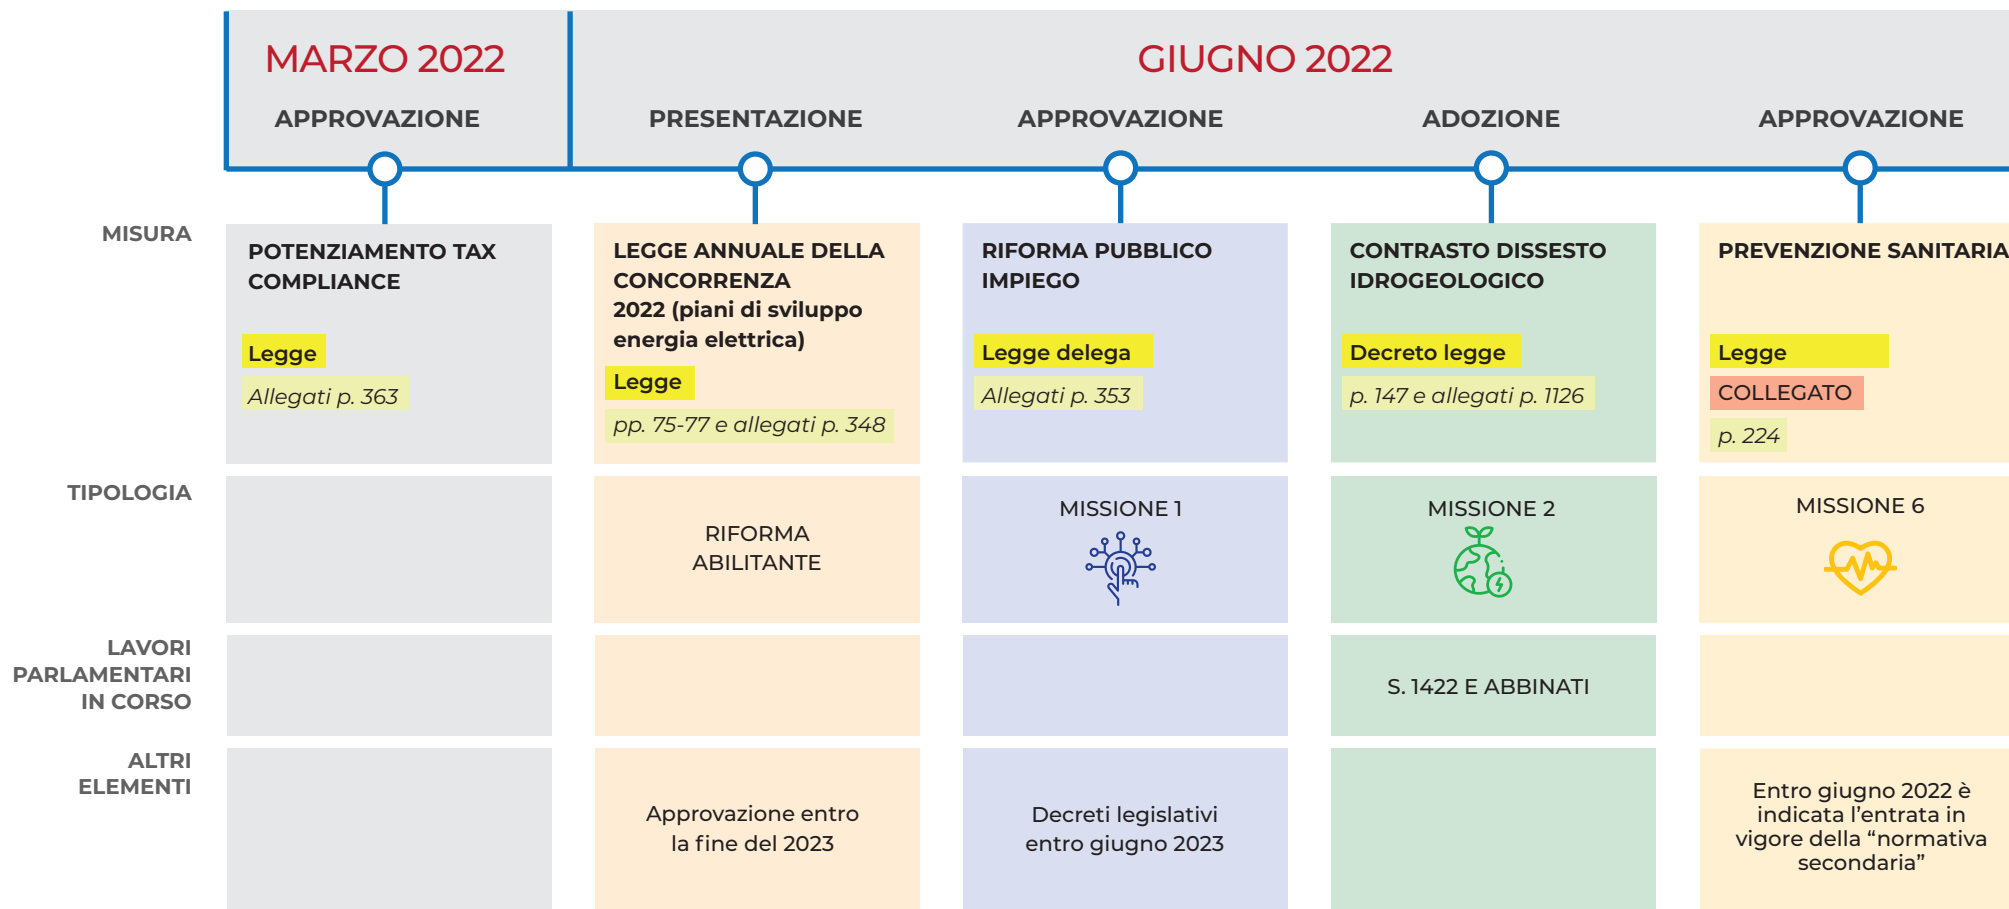 MARZO 2022
GIUGNO 2022
APPROVAZIONE
PRESENTAZIONE
APPROVAZIONE
ADOZIONE
APPROVAZIONE
MISURA
POTENZIAMENTO TAX
COMPLIANCE
Legge
Allegati p. 363
LEGGE ANNUALE DELLA
CONCORRENZA
2022 (piani di sviluppo
energia elettrica)
Legge
pp. 75-77 e allegati p. 348
RIFORMA PUBBLICO
IMPIEGO
Legge delega
Allegati p. 353
CONTRASTO DISSESTO
IDROGEOLOGICO
Decreto legge
p. 147 e allegati p. 1126
PREVENZIONE SANITARIA
Legge
COLLEGATO
p. 224
TIPOLOGIA
RIFORMA
ABILITANTE
MISSIONE 1
MISSIONE 2
MISSIONE 6
LAVORI
PARLAMENTARI
IN CORSO
S. 1422 E ABBINATI
ALTRI
ELEMENTI
Approvazione entro
la fine del 2023
Decreti legislativi
entro giugno 2023
Entro giugno 2022 è
indicata l’entrata in
vigore della “normativa
secondaria”